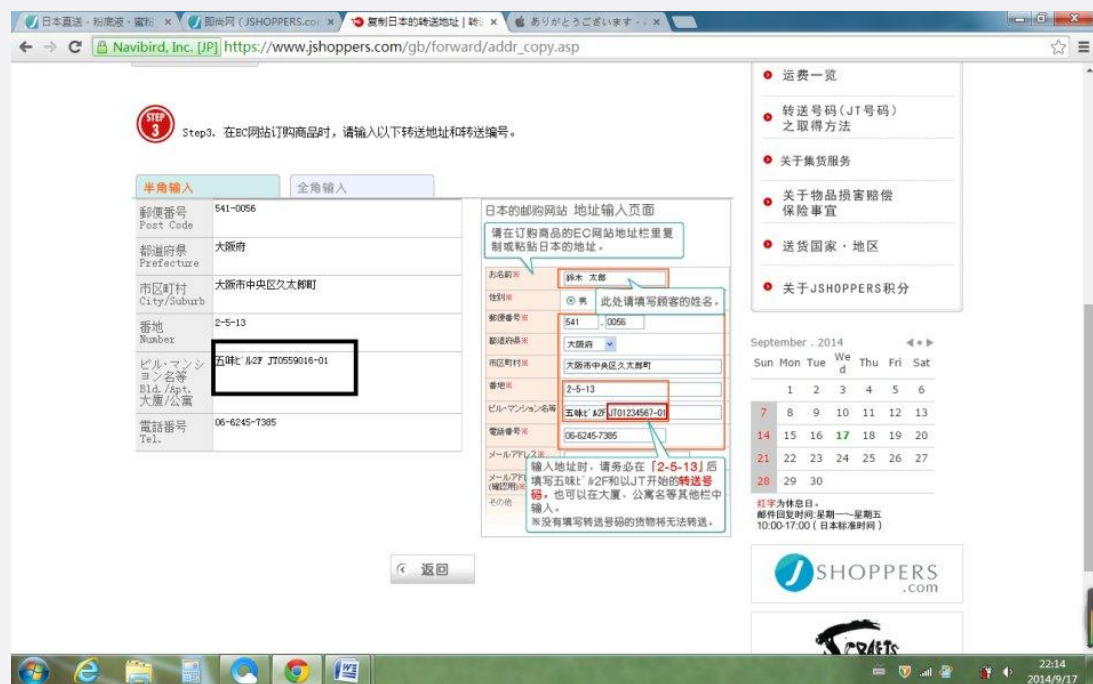 日本直送・粉底液・蜜粉
即尚网 ( JSHOPPERS.co
复制日本的转送地址 | 转
ありがとうございます・
Navibird, Inc. [JP] https://www.jshoppers.com/gb/forward/addr_copy.asp
STEP 3
Step3. 在EC网站订购商品时，请输入以下转送地址和转送编号。
半角输入
全角输入
郵便番号
Post Code
541-0056
都道府県
Prefecture
大阪府
市区町村
City/Suburb
大阪市中央区久太郎町
番地
Number
2-5-13
ビル・マンシ
ョン名等
Bld./Apt.
大廈/公寓
五味ﾋﾞﾙ2F JT0559016-01
電話番号
Tel.
06-6245-7385
日本的邮购网站 地址输入页面
请在订购商品的EC网站地址栏里复
制或粘贴日本的地址。
お名前※
鈴木 太郎
性別※
男
此处请填写顾客的姓名。
郵便番号※
541 - 0056
都道府県※
大阪府
市区町村※
大阪市中央区久太郎町
番地※
2-5-13
ビル・マンション名等
五味ﾋﾞﾙ2F JT01234567-01
電話番号※
06-6245-7385
メールアドレス※
メールアド
(確認用)※
その他
输入地址时，请务必在「2-5-13」后
填写五味ﾋﾞﾙ2F和以JT开始的转送号
码，也可以在大厦、公寓名等其他栏中
输入。
※没有填写转送号码的货物将无法转送。
返回
运费一览
转送号码(JT号码)
之取得方法
关于集货服务
关于物品损害赔偿
保险事宜
送货国家・地区
关于JSHOPPERS积分
September . 2014
Sun Mon Tue We
d Thu Fri Sat
1 2 3 4 5 6
7 8 9 10 11 12 13
14 15 16 17 18 19 20
21 22 23 24 25 26 27
28 29 30
红字为休息日。
邮件回复时间:星期一～星期五
10:00-17:00 ( 日本标准时间 )
JSHOPPERS
.com
22:14
2014/9/17